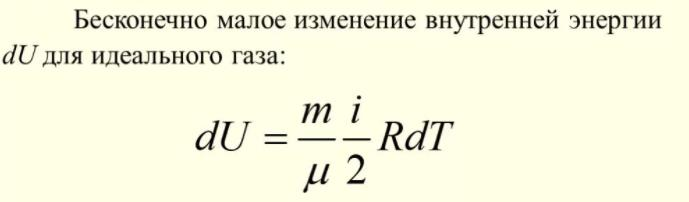 Бесконечно малое изменение внутренней энергии
dU для идеального газа:
dU = m/μ i/2 RdT